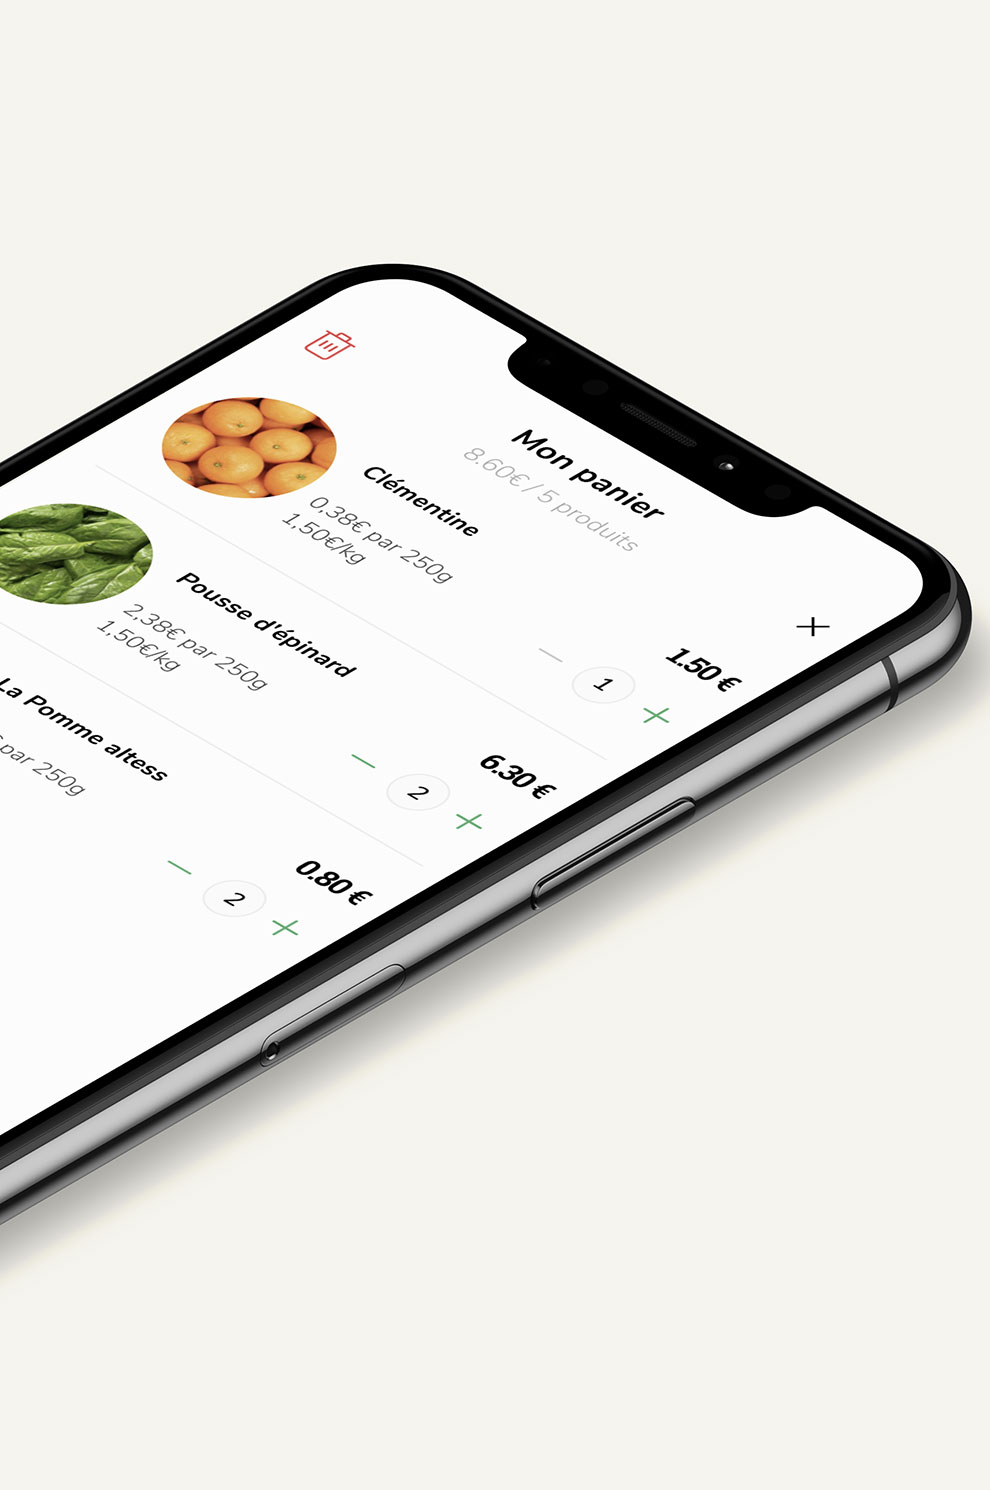 Mon panier
8.60€ / 5 produits
Clémentine
0,38€ par 250g
1,50€/kg
1.50 €
1
Pousse d'épinard
2,38€ par 250g
1,50€/kg
6.30 €
2
La Pomme altess
par 250g
0.80 €
2